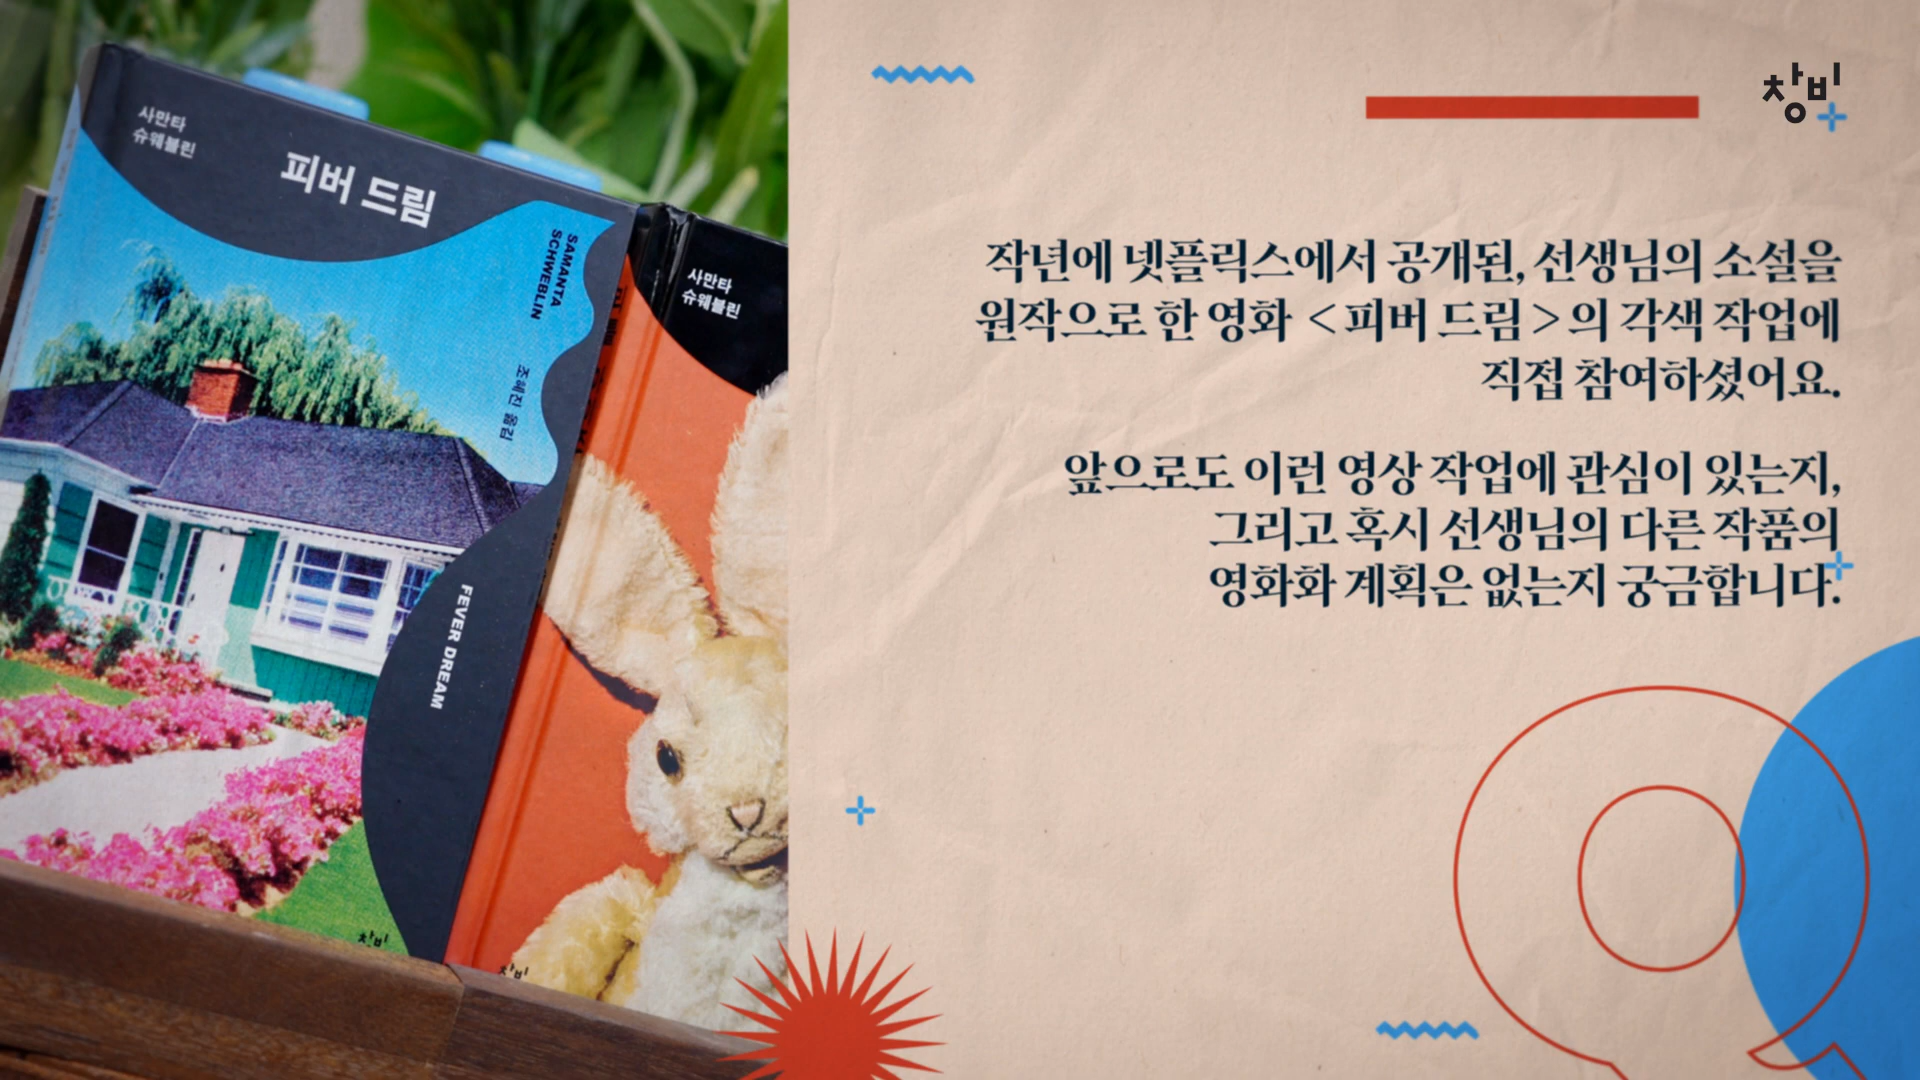 사만타
슈웨블린
피버 드림
SAMANTA
SCHWEBLIN
조혜진 옮김
FEVER DREAM
창비
사만타
슈웨블린
창비
창비
작년에 넷플릭스에서 공개된, 선생님의 소설을
원작으로 한 영화 <피버 드림>의 각색 작업에
직접 참여하셨어요.
앞으로도 이런 영상 작업에 관심이 있는지,
그리고 혹시 선생님의 다른 작품의
영화화 계획은 없는지 궁금합니다.
Q